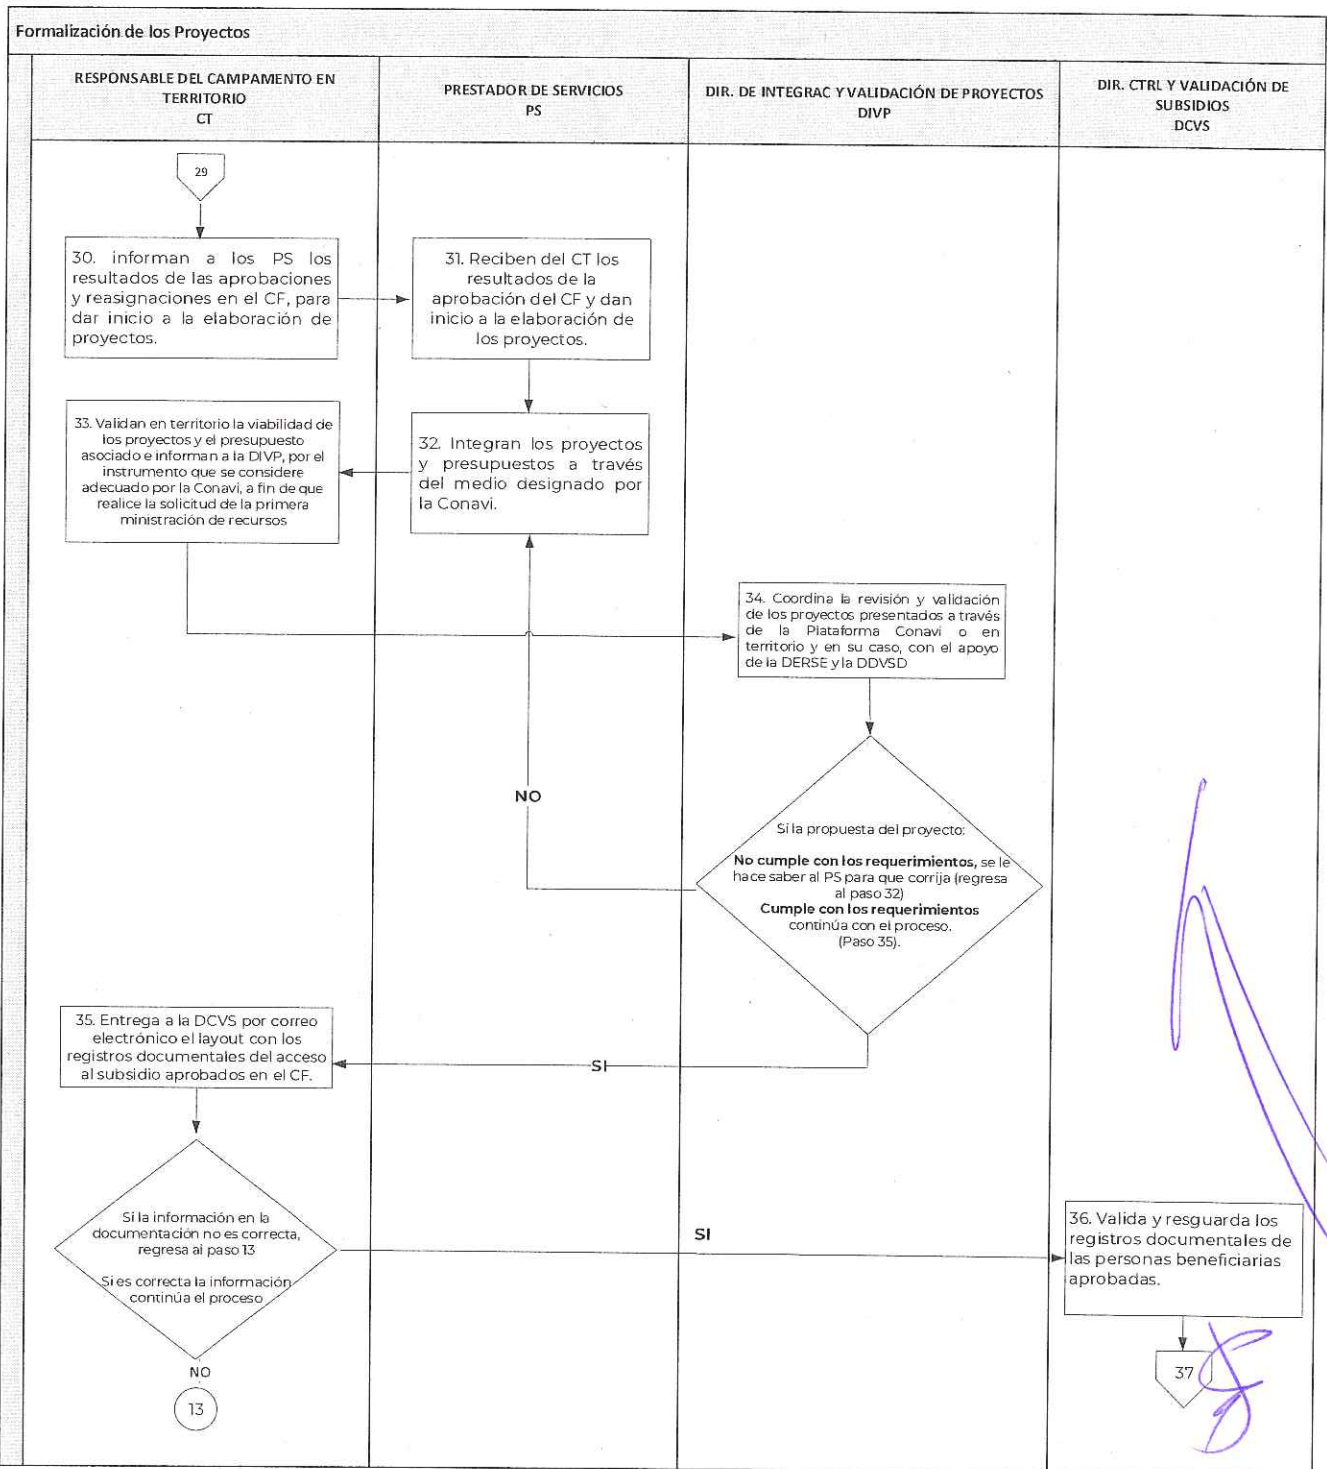 Formalización de los Proyectos
RESPONSABLE DEL CAMPAMENTO EN
TERRITORIO
CT
PRESTADOR DE SERVICIOS
PS
DIR. DE INTEGRAC Y VALIDACIÓN DE PROYECTOS
DIVP
DIR. CTRL Y VALIDACIÓN DE
SUBSIDIOS
DCVS
29
30. informan a los PS los
resultados de las aprobaciones
y reasignaciones en el CF, para
dar inicio a la elaboración de
proyectos.
31. Reciben del CT los
resultados de la
aprobación del CF y dan
inicio a la elaboración de
los proyectos.
33. Validan en territorio la viabilidad de
los proyectos y el presupuesto
asociado e informan a la DIVP, por el
instrumento que se considere
adecuado por la Conavi, a fin de que
realice la solicitud de la primera
ministración de recursos
32. Integran los proyectos
y presupuestos a través
del medio designado por
la Conavi.
34. Coordina la revisión y validación
de los proyectos presentados a través
de la Plataforma Conavi o en
territorio y en su caso, con el apoyo
de la DERSE y la DDVSD
NO
Si la propuesta del proyecto:
No cumple con los requerimientos, se le
hace saber al PS para que corrija (regresa
al paso 32)
Cumple con los requerimientos
continúa con el proceso.
(Paso 35).
35. Entrega a la DCVS por correo
electrónico el layout con los
registros documentales del acceso
al subsidio aprobados en el CF.
SI
Si la información en la
documentación no es correcta,
regresa al paso 13
Si es correcta la información
continúa el proceso
SI
36. Valida y resguarda los
registros documentales de
las personas beneficiarias
aprobadas.
NO
13
37